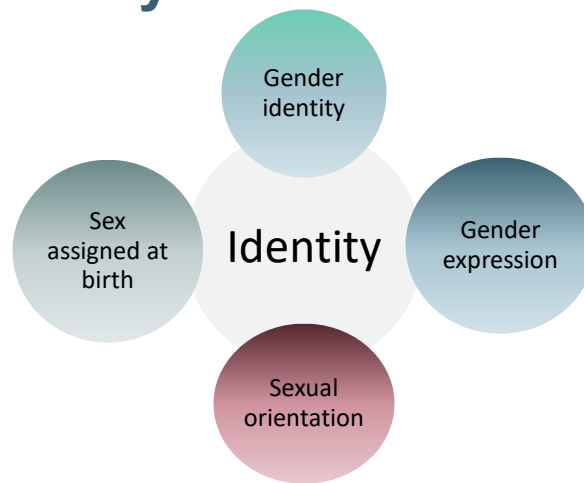 Gender
identity
Sex
assigned at
birth
Identity
Gender
expression
Sexual
orientation